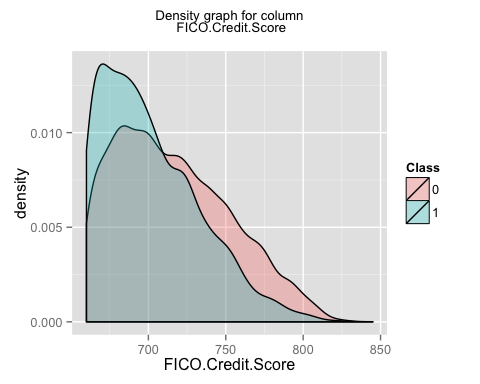 Density graph for column
FICO.Credit.Score
density
0.010
0.005
0.000
700
750
800
850
FICO.Credit.Score
Class
0
1